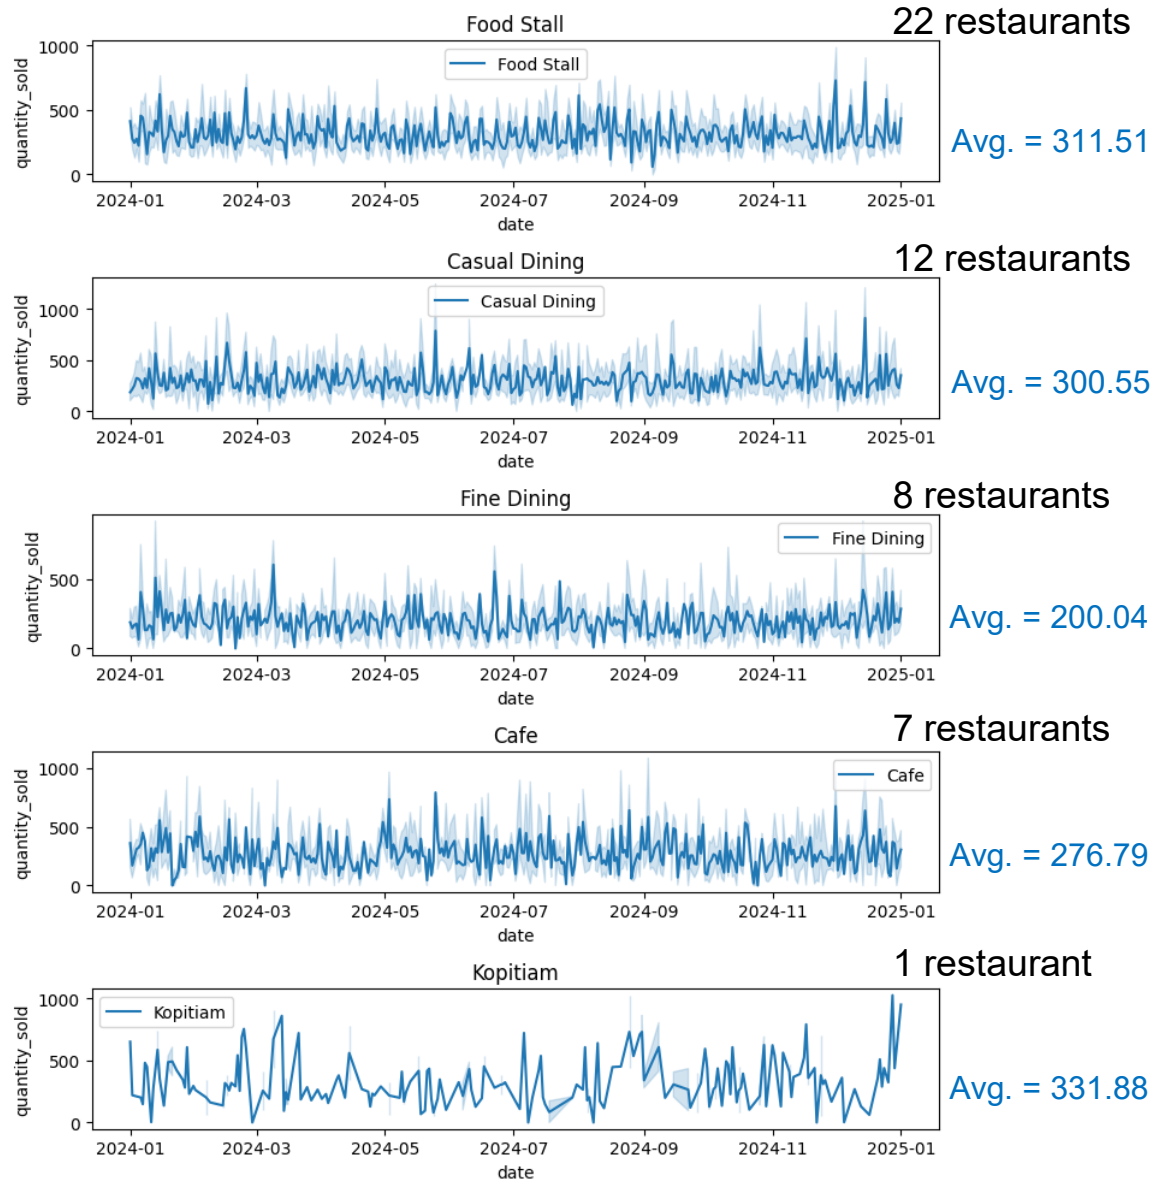 Food Stall
22 restaurants
quantity_sold
1000
500
0
Food Stall
Avg. = 311.51
2024-01 2024-03 2024-05 2024-07 2024-09 2024-11 2025-01
date
Casual Dining
12 restaurants
quantity_sold
1000
500
0
Casual Dining
Avg. = 300.55
2024-01 2024-03 2024-05 2024-07 2024-09 2024-11 2025-01
date
Fine Dining
8 restaurants
quantity_sold
500
0
Fine Dining
Avg. = 200.04
2024-01 2024-03 2024-05 2024-07 2024-09 2024-11 2025-01
date
Cafe
7 restaurants
quantity_sold
1000
500
0
Cafe
Avg. = 276.79
2024-01 2024-03 2024-05 2024-07 2024-09 2024-11 2025-01
date
Kopitiam
1 restaurant
quantity_sold
1000
500
0
Kopitiam
Avg. = 331.88
2024-01 2024-03 2024-05 2024-07 2024-09 2024-11 2025-01
date